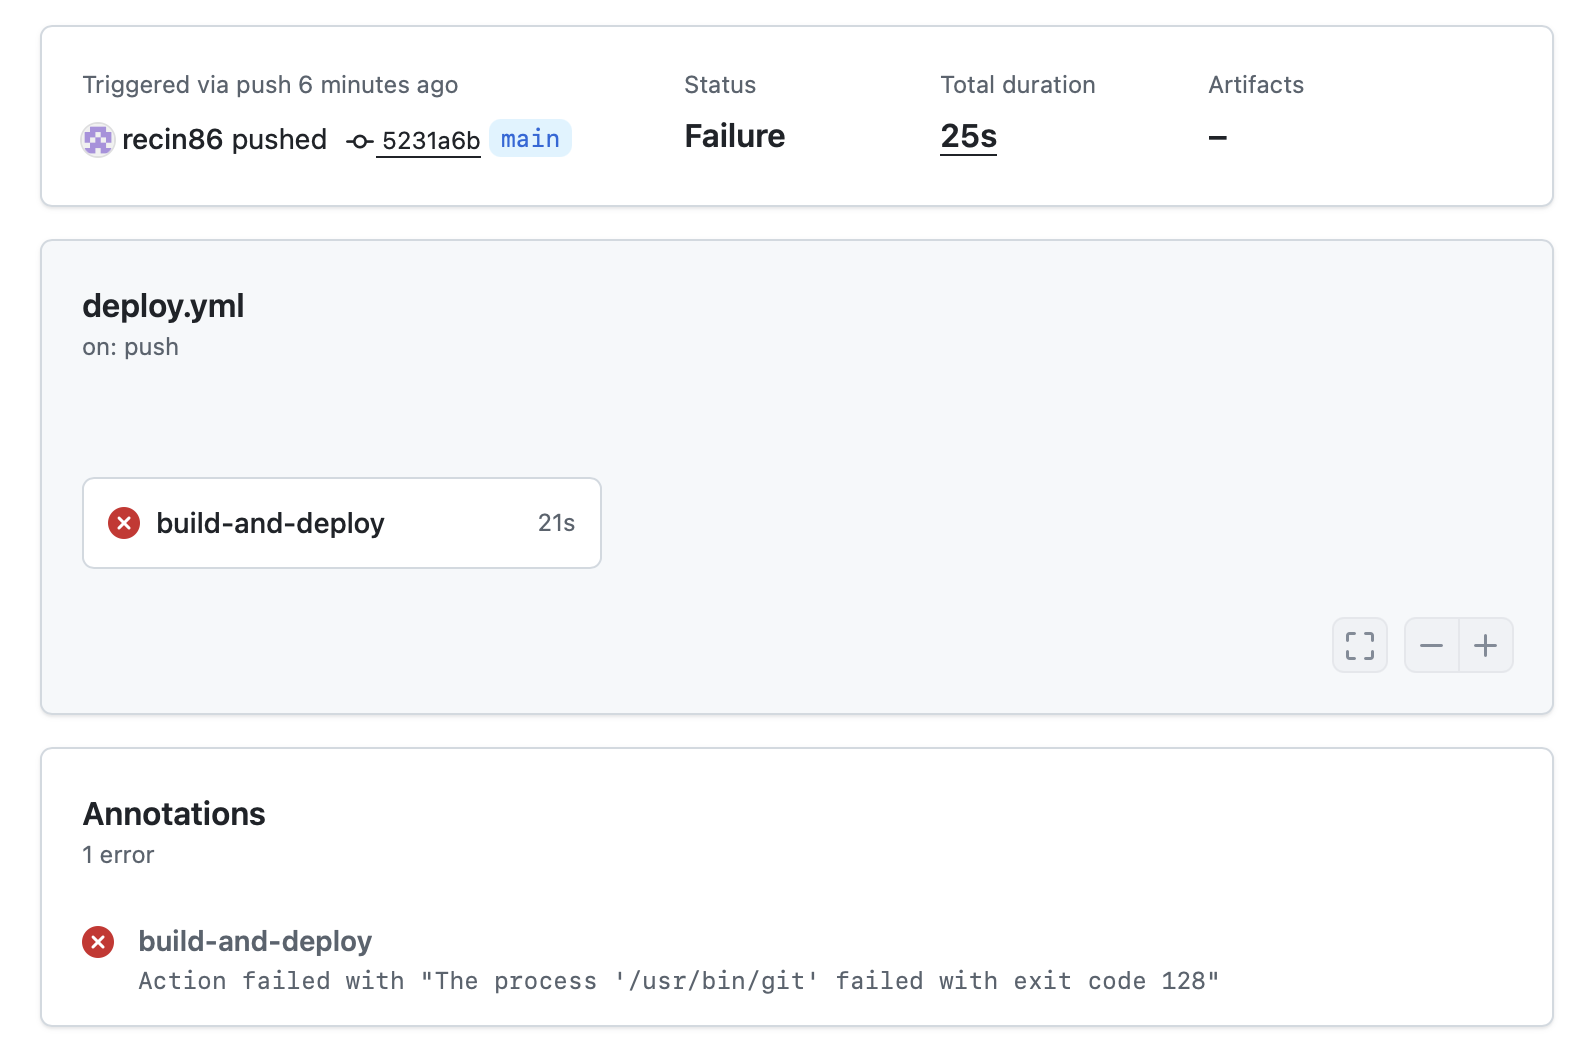 Triggered via push 6 minutes ago
recin86 pushed 5231a6b main
Status
Failure
Total duration
25s
Artifacts
–
deploy.yml
on: push
build-and-deploy 21s
Annotations
1 error
build-and-deploy
Action failed with "The process '/usr/bin/git' failed with exit code 128"